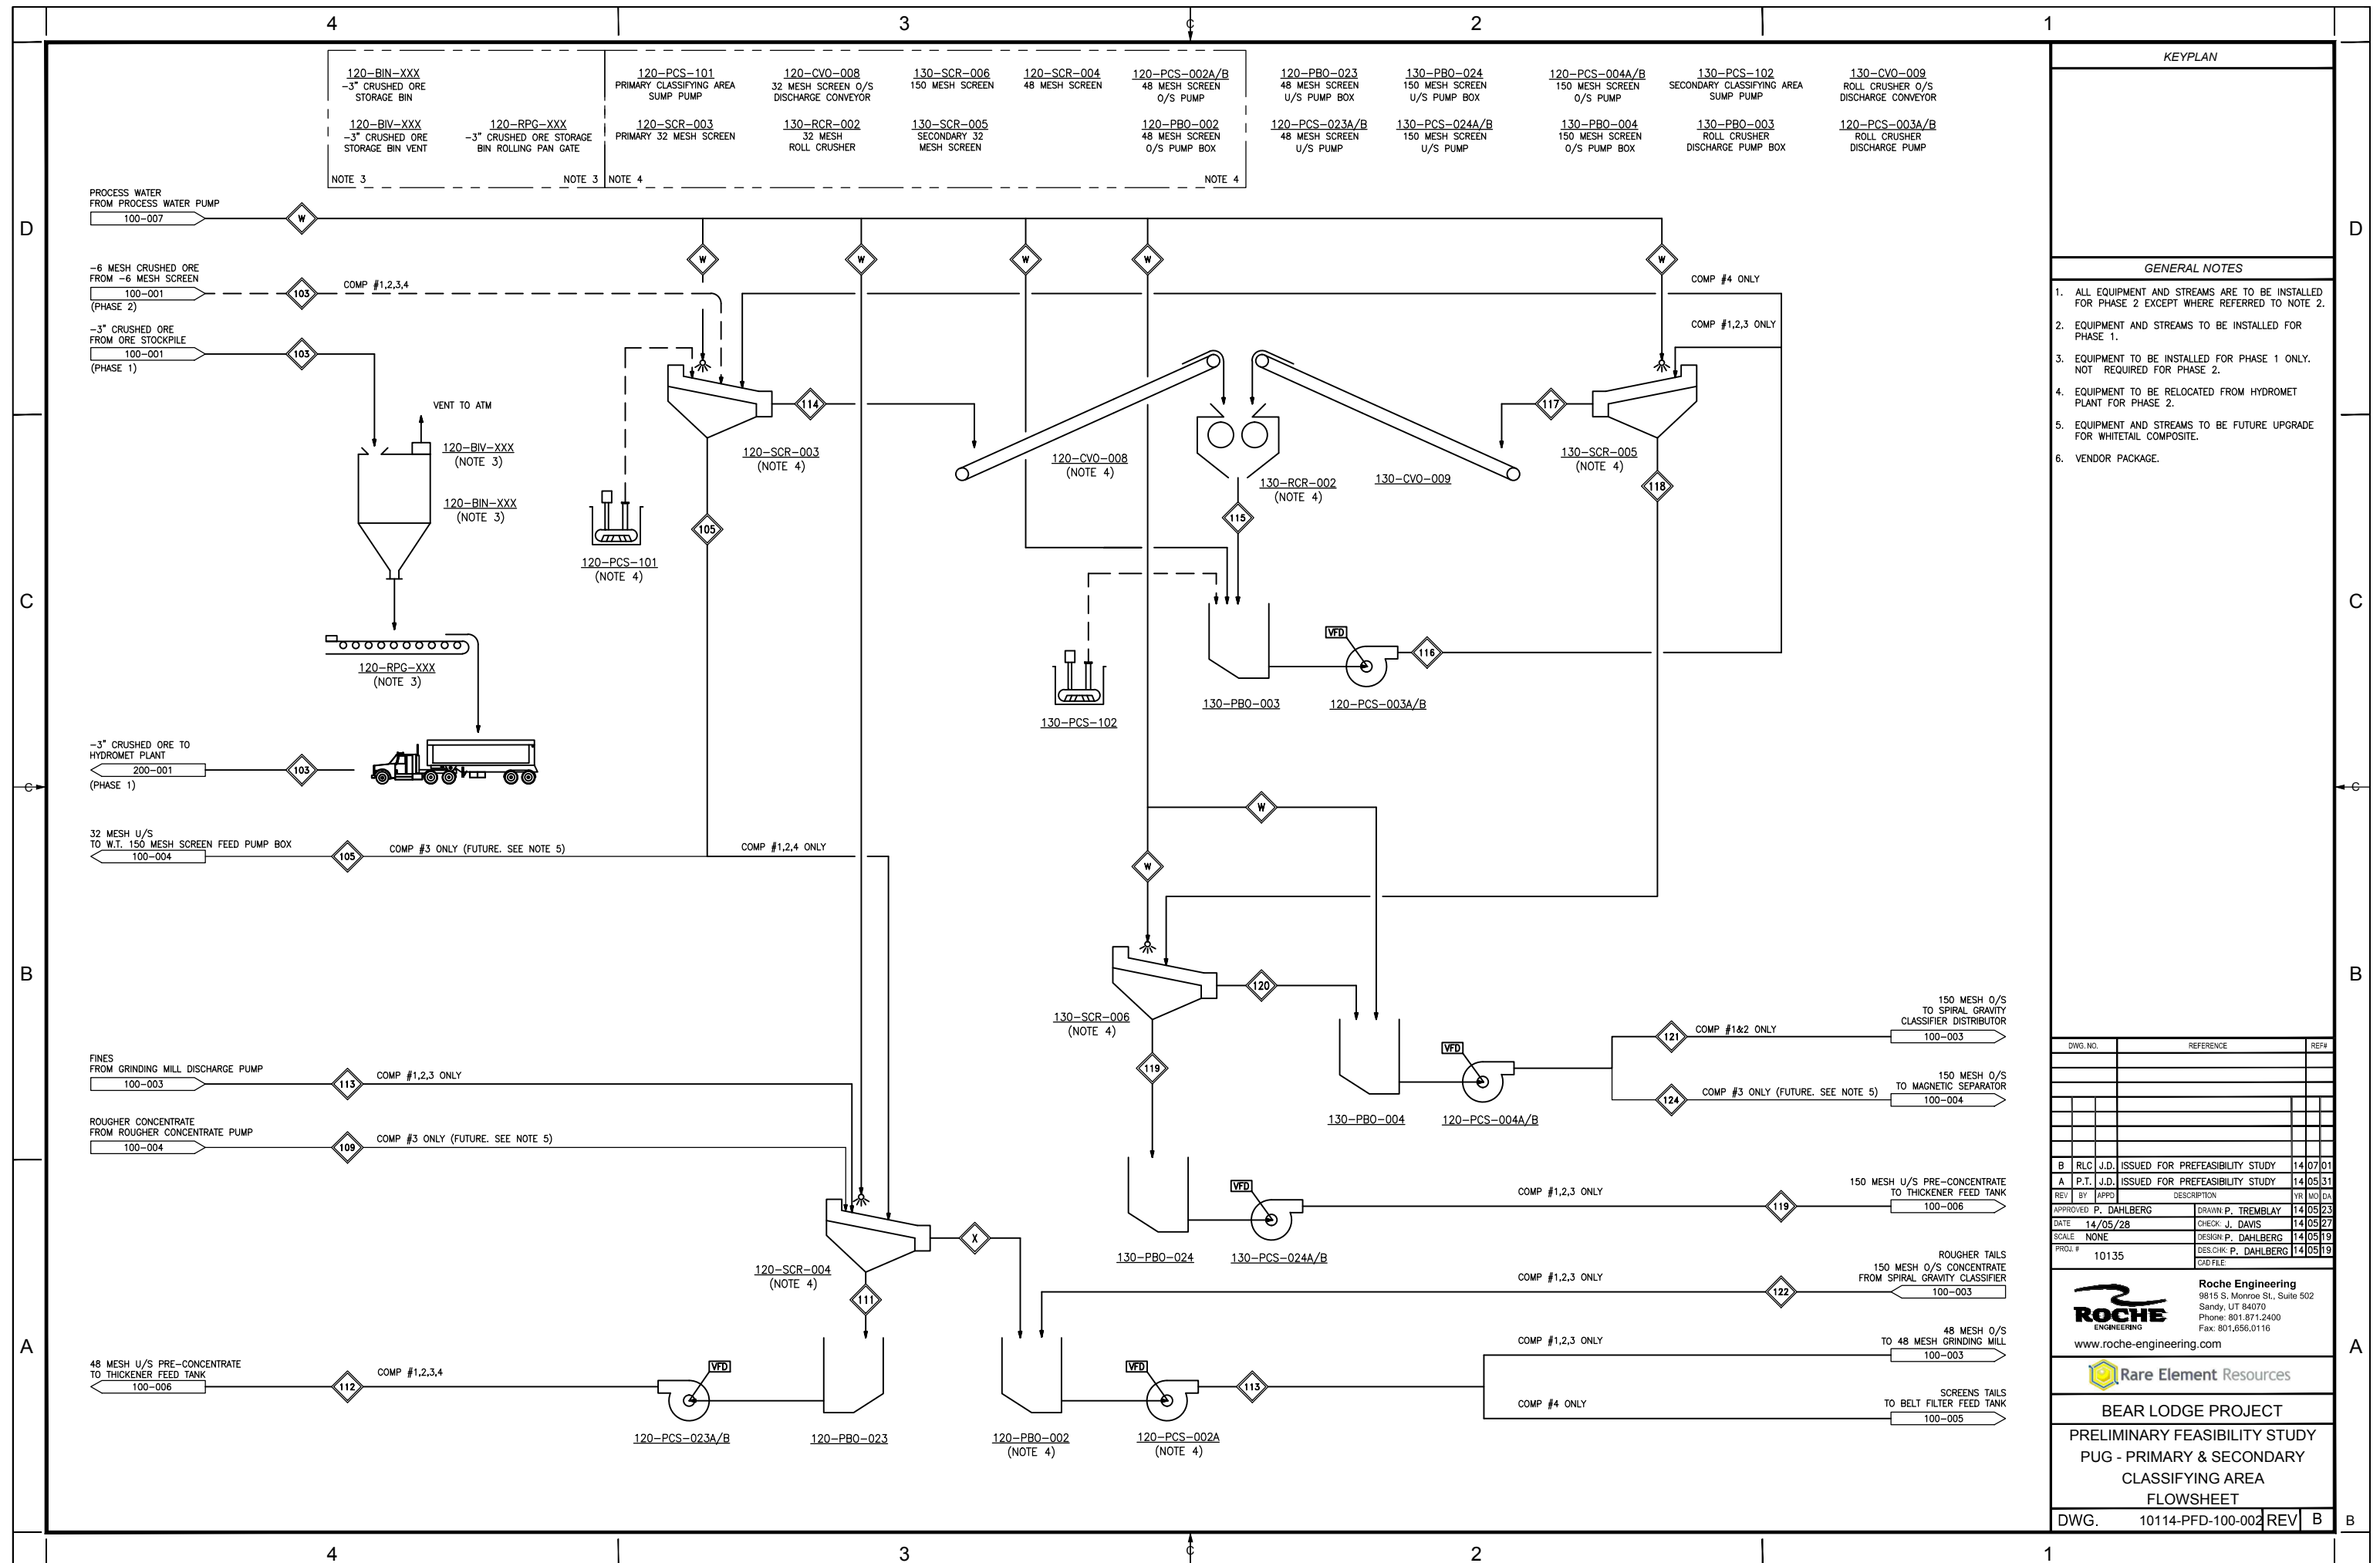 4
3
C
2
1
120-BIN-XXX
-3" CRUSHED ORE
STORAGE BIN
120-BIV-XXX
-3" CRUSHED ORE
STORAGE BIN VENT
120-RPG-XXX
-3" CRUSHED ORE STORAGE
BIN ROLLING PAN GATE
NOTE 3
NOTE 3
120-PCS-101
PRIMARY CLASSIFYING AREA
SUMP PUMP
120-SCR-003
PRIMARY 32 MESH SCREEN
120-CVO-008
32 MESH SCREEN O/S
DISCHARGE CONVEYOR
130-RCR-002
32 MESH
ROLL CRUSHER
130-SCR-006
150 MESH SCREEN
130-SCR-005
SECONDARY 32
MESH SCREEN
120-SCR-004
48 MESH SCREEN
120-PCS-002A/B
48 MESH SCREEN
O/S PUMP
120-PBO-002
48 MESH SCREEN
O/S PUMP BOX
NOTE 4
NOTE 4
120-PBO-023
48 MESH SCREEN
U/S PUMP BOX
120-PCS-023A/B
48 MESH SCREEN
U/S PUMP
130-PBO-024
150 MESH SCREEN
U/S PUMP BOX
130-PCS-024A/B
150 MESH SCREEN
U/S PUMP
120-PCS-004A/B
150 MESH SCREEN
O/S PUMP
130-PBO-004
150 MESH SCREEN
O/S PUMP BOX
130-PCS-102
SECONDARY CLASSIFYING AREA
SUMP PUMP
130-PBO-003
ROLL CRUSHER
DISCHARGE PUMP BOX
130-CVO-009
ROLL CRUSHER O/S
DISCHARGE CONVEYOR
120-PCS-003A/B
ROLL CRUSHER
DISCHARGE PUMP
D
D
PROCESS WATER
FROM PROCESS WATER PUMP
100-007
W
W
W
W
W
W
-6 MESH CRUSHED ORE
FROM -6 MESH SCREEN
100-001
(PHASE 2)
103
COMP #1,2,3,4
COMP #4 ONLY
-3" CRUSHED ORE
FROM ORE STOCKPILE
100-001
(PHASE 1)
103
COMP #1,2,3 ONLY
VENT TO ATM
120-BIV-XXX
(NOTE 3)
120-BIN-XXX
(NOTE 3)
114
120-SCR-003
(NOTE 4)
120-CVO-008
(NOTE 4)
130-RCR-002
(NOTE 4)
130-CVO-009
117
130-SCR-005
(NOTE 4)
118
115
105
120-PCS-101
(NOTE 4)
C
C
120-RPG-XXX
(NOTE 3)
VFD
116
130-PBO-003
120-PCS-003A/B
130-PCS-102
-3" CRUSHED ORE TO
HYDROMET PLANT
200-001
(PHASE 1)
103
C
C
W
32 MESH U/S
TO W.T. 150 MESH SCREEN FEED PUMP BOX
100-004
105
COMP #3 ONLY (FUTURE. SEE NOTE 5)
COMP #1,2,4 ONLY
W
B
B
120
130-SCR-006
(NOTE 4)
150 MESH O/S
TO SPIRAL GRAVITY
CLASSIFIER DISTRIBUTOR
100-003
121
COMP #1&2 ONLY
VFD
119
FINES
FROM GRINDING MILL DISCHARGE PUMP
100-003
113
COMP #1,2,3 ONLY
150 MESH O/S
TO MAGNETIC SEPARATOR
100-004
124
COMP #3 ONLY (FUTURE. SEE NOTE 5)
130-PBO-004
120-PCS-004A/B
ROUGHER CONCENTRATE
FROM ROUGHER CONCENTRATE PUMP
100-004
109
COMP #3 ONLY (FUTURE. SEE NOTE 5)
VFD
COMP #1,2,3 ONLY
119
150 MESH U/S PRE-CONCENTRATE
TO THICKENER FEED TANK
100-006
X
130-PBO-024
130-PCS-024A/B
120-SCR-004
(NOTE 4)
111
COMP #1,2,3 ONLY
122
ROUGHER TAILS
150 MESH O/S CONCENTRATE
FROM SPIRAL GRAVITY CLASSIFIER
100-003
A
A
COMP #1,2,3 ONLY
48 MESH O/S
TO 48 MESH GRINDING MILL
100-003
48 MESH U/S PRE-CONCENTRATE
TO THICKENER FEED TANK
100-006
112
COMP #1,2,3,4
VFD
VFD
113
COMP #4 ONLY
SCREENS TAILS
TO BELT FILTER FEED TANK
100-005
120-PCS-023A/B
120-PBO-023
120-PBO-002
(NOTE 4)
120-PCS-002A
(NOTE 4)
KEYPLAN
GENERAL NOTES
1. ALL EQUIPMENT AND STREAMS ARE TO BE INSTALLED
FOR PHASE 2 EXCEPT WHERE REFERRED TO NOTE 2.
2. EQUIPMENT AND STREAMS TO BE INSTALLED FOR
PHASE 1.
3. EQUIPMENT TO BE INSTALLED FOR PHASE 1 ONLY.
NOT REQUIRED FOR PHASE 2.
4. EQUIPMENT TO BE RELOCATED FROM HYDROMET
PLANT FOR PHASE 2.
5. EQUIPMENT AND STREAMS TO BE FUTURE UPGRADE
FOR WHITETAIL COMPOSITE.
6. VENDOR PACKAGE.
DWG. NO. REFERENCE REF#
B RLC J.D. ISSUED FOR PREFEASIBILITY STUDY 14 07 01
A P.T. J.D. ISSUED FOR PREFEASIBILITY STUDY 14 05 31
REV BY APPD DESCRIPTION YR MO DA
APPROVED P. DAHLBERG DRAWN: P. TREMBLAY 14 05 23
DATE 14/05/28 CHECK: J. DAVIS 14 05 27
SCALE NONE DESIGN: P. DAHLBERG 14 05 19
PROJ. # 10135 DES.CHK: P. DAHLBERG 14 05 19
CAD FILE:
ROCHE
ENGINEERING
Roche Engineering
9815 S. Monroe St., Suite 502
Sandy, UT 84070
Phone: 801.871.2400
Fax: 801.656.0116
www.roche-engineering.com
Rare Element Resources
BEAR LODGE PROJECT
PRELIMINARY FEASIBILITY STUDY
PUG - PRIMARY & SECONDARY
CLASSIFYING AREA
FLOWSHEET
DWG. 10114-PFD-100-002 REV B
B
4
3
C
2
1